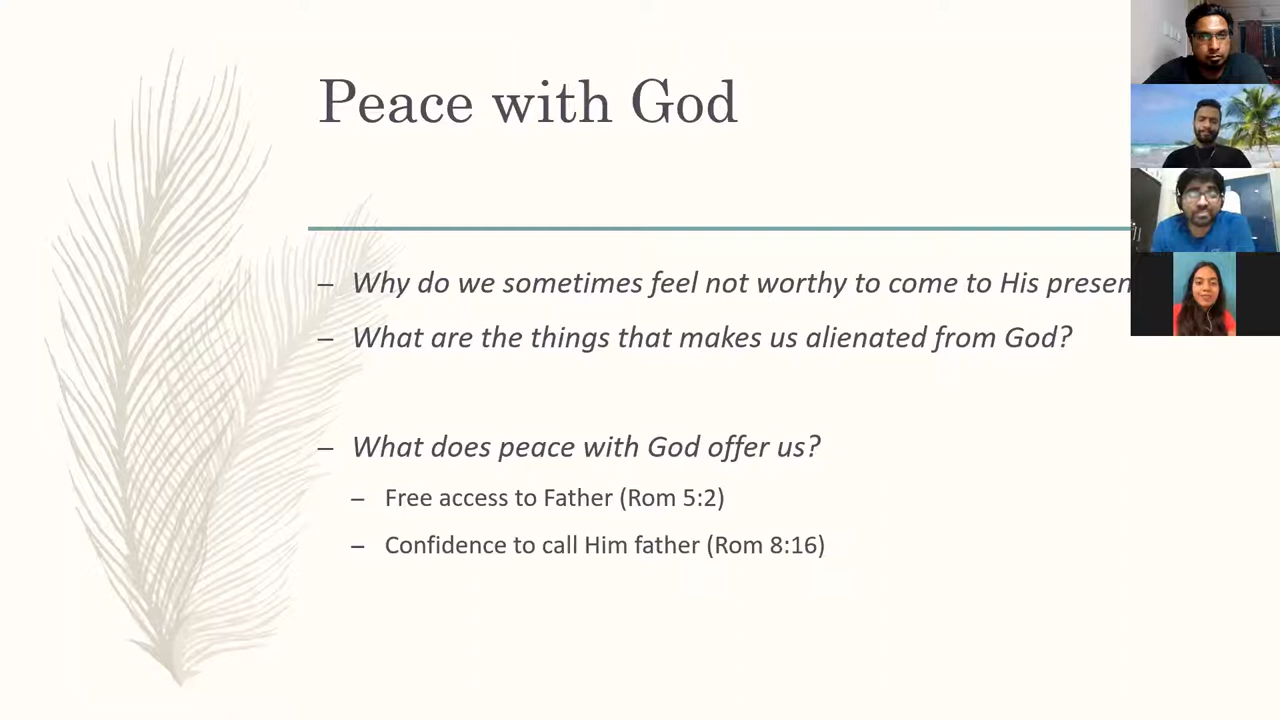 Peace with God
– Why do we sometimes feel not worthy to come to His
– What are the things that makes us alienated from God?
– What does peace with God offer us?
– Free access to Father (Rom 5:2)
– Confidence to call Him father (Rom 8:16)